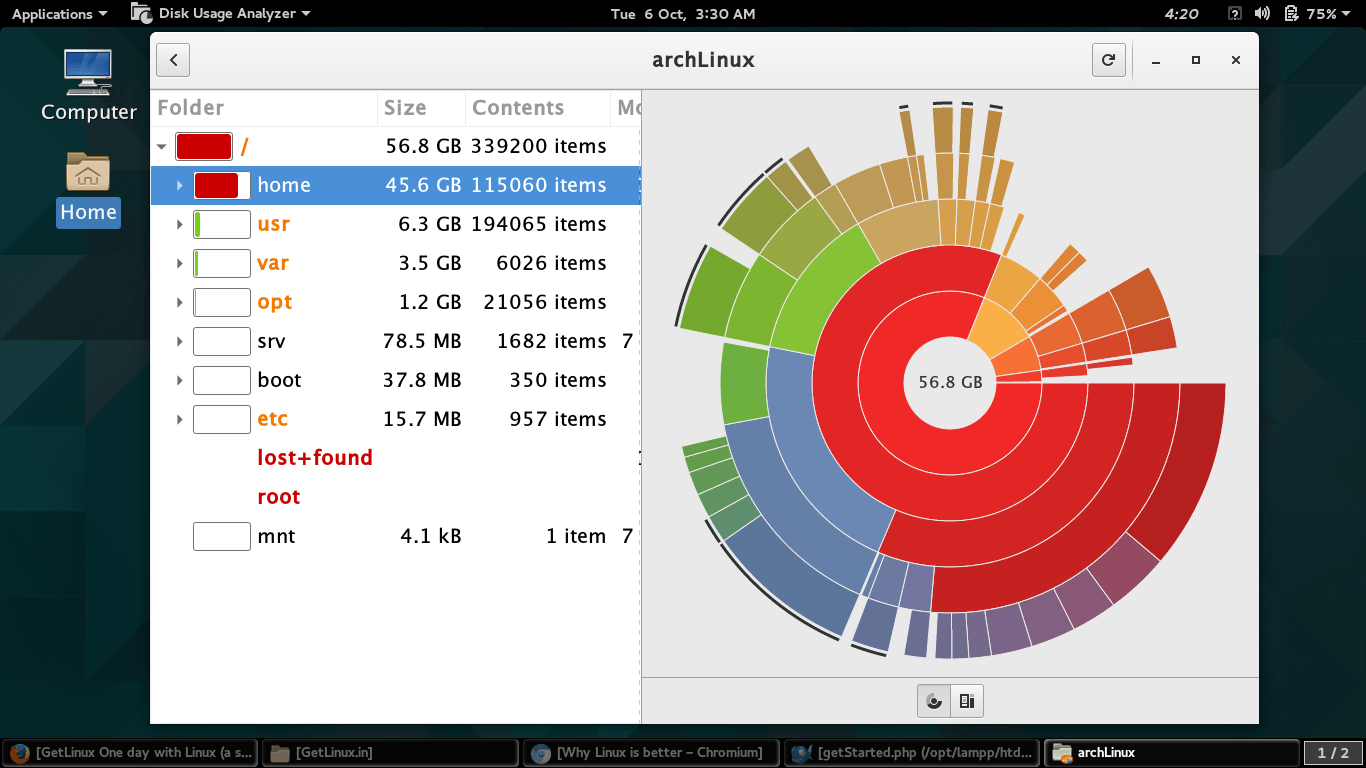 Applications Disk Usage Analyzer Tue 6 Oct, 3:30 AM 4:20 75%
Computer
Home
archLinux
Folder Size Contents
/ 56.8 GB 339200 items
home 45.6 GB 115060 items
usr 6.3 GB 194065 items
var 3.5 GB 6026 items
opt 1.2 GB 21056 items
srv 78.5 MB 1682 items 7
boot 37.8 MB 350 items 7
etc 15.7 MB 957 items
lost+found
root
mnt 4.1 kB 1 item 7
56.8 GB
[GetLinux One day with Linux (a s... [GetLinux.in] [Why Linux is better – Chromium] [getStarted.php (/opt/lampp/htd... archLinux 1 / 2